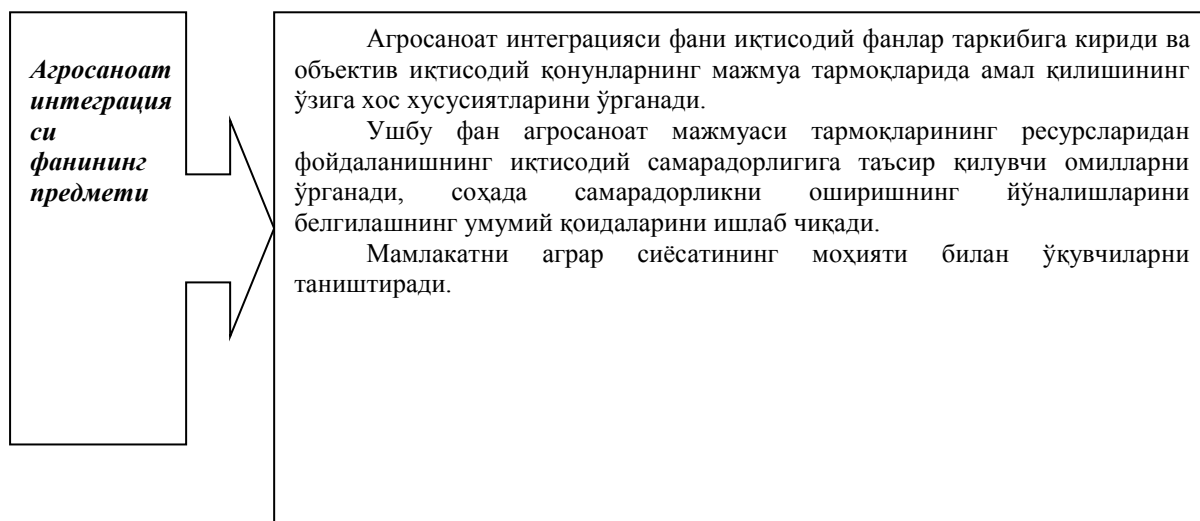 Агросаноат
интеграция
си
фанининг
предмети
Агросаноат интеграцияси фани иқтисодий фанлар таркибига кириди ва
объектив иқтисодий қонунларнинг мажмуа тармоқларида амал қилишининг
ўзига хос хусусиятларини ўрганади.
Ушбу фан агросаноат мажмуаси тармоқларининг ресурсларидан
фойдаланишнинг иқтисодий самарадорлигига таъсир қилувчи омилларни
ўрганади, соҳада самарадорликни оширишнинг йўналишларини
белгилашнинг умумий қоидаларини ишлаб чиқади.
Мамлакатни аграр сиёсатининг моҳияти билан ўқувчиларни
таништиради.